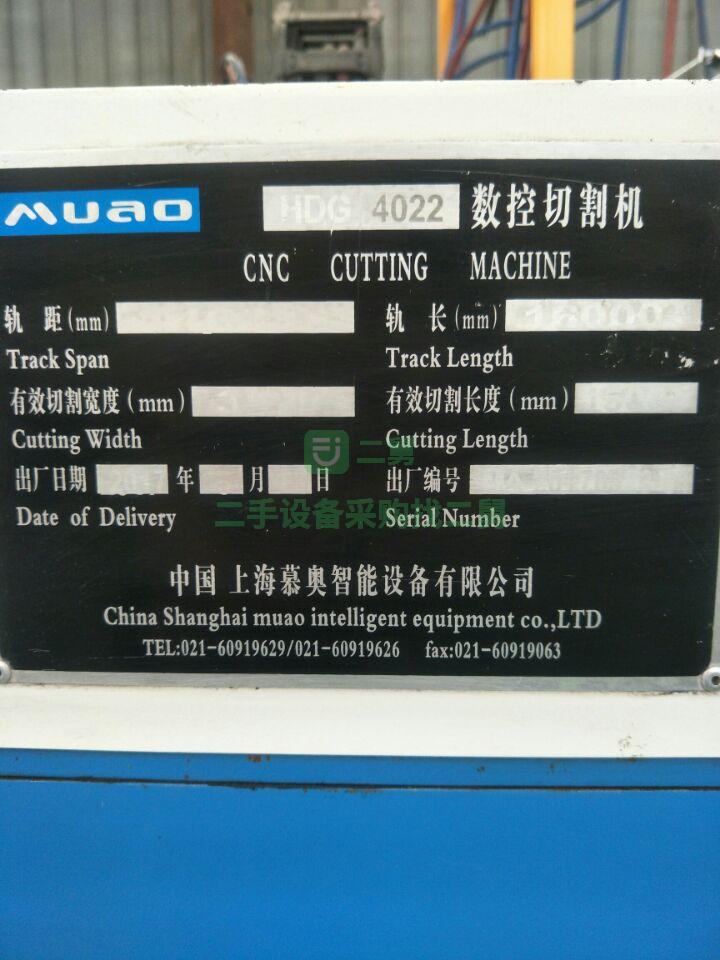 muao HDG 4022 数控切割机
CNC CUTTING MACHINE
轨 距(mm) 轨 长(mm) 16000
Track Span Track Length
有效切割宽度(mm) 有效切割长度(mm)
Cutting Width Cutting Length
二舅
出厂日期 年 月 日 出厂编号
Date of Delivery Serial Number
二手设备采购找二舅
中国 上海慕奥智能设备有限公司
China Shanghai muao intelligent equipment co.,LTD
TEL:021-60919629/021-60919626 fax:021-60919063